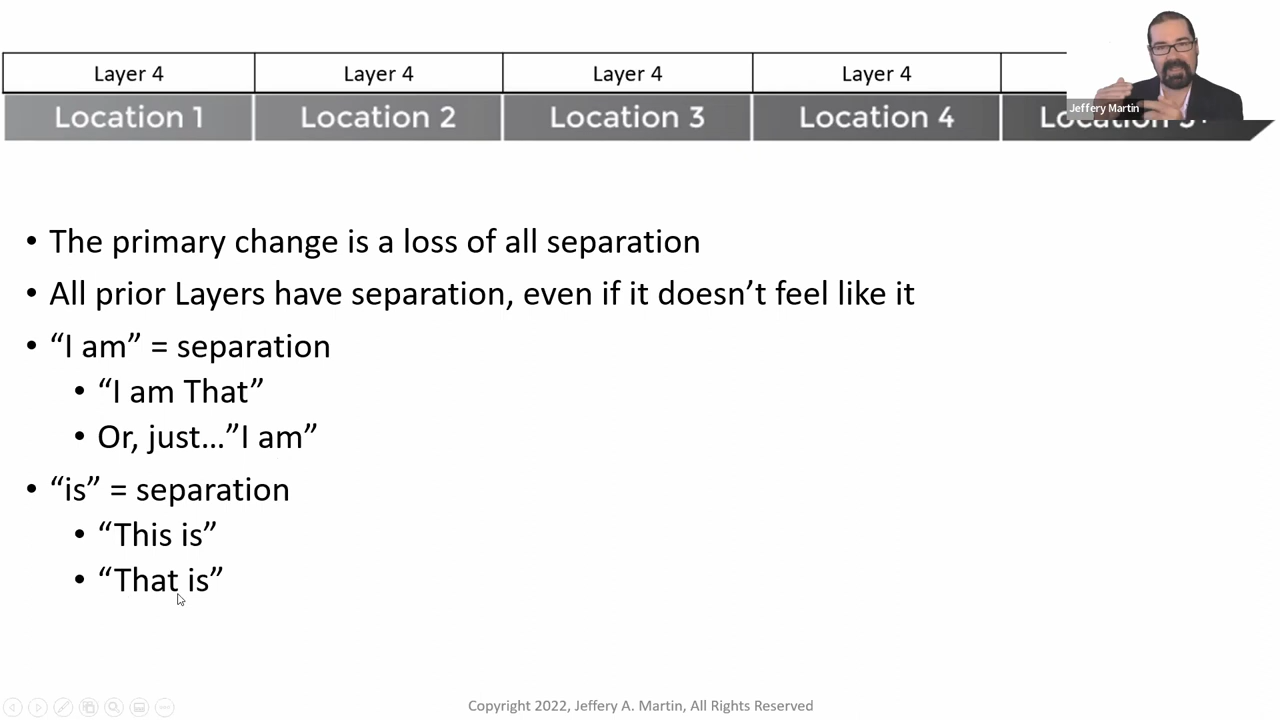 Layer 4 Layer 4 Layer 4 Layer 4
Location 1 Location 2 Location 3 Location 4
Jeffery Martin
• The primary change is a loss of all separation
• All prior Layers have separation, even if it doesn’t feel like it
• “I am” = separation
• “I am That”
• Or, just…”I am”
• “is” = separation
• “This is”
• “That is”
Copyright 2022, Jeffery A. Martin, All Rights Reserved